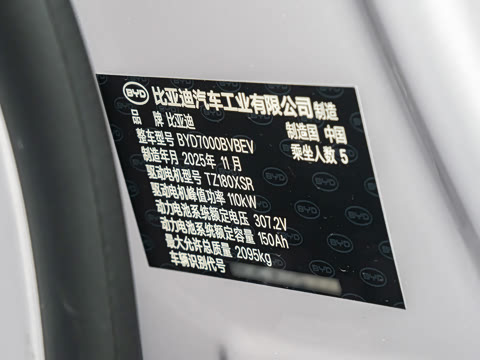 BYD 比亚迪汽车工业有限公司制造
品 牌 比亚迪 制造国 中国
整车型号 BYD7000BVBEV 乘坐人数 5
制造年月 2025年 11月
驱动电机型号 TZ180XSR
驱动电机峰值功率 110kW
动力电池系统额定电压 307.2V
动力电池系统额定容量 150Ah
最大允许总质量 2095kg
车辆识别代号